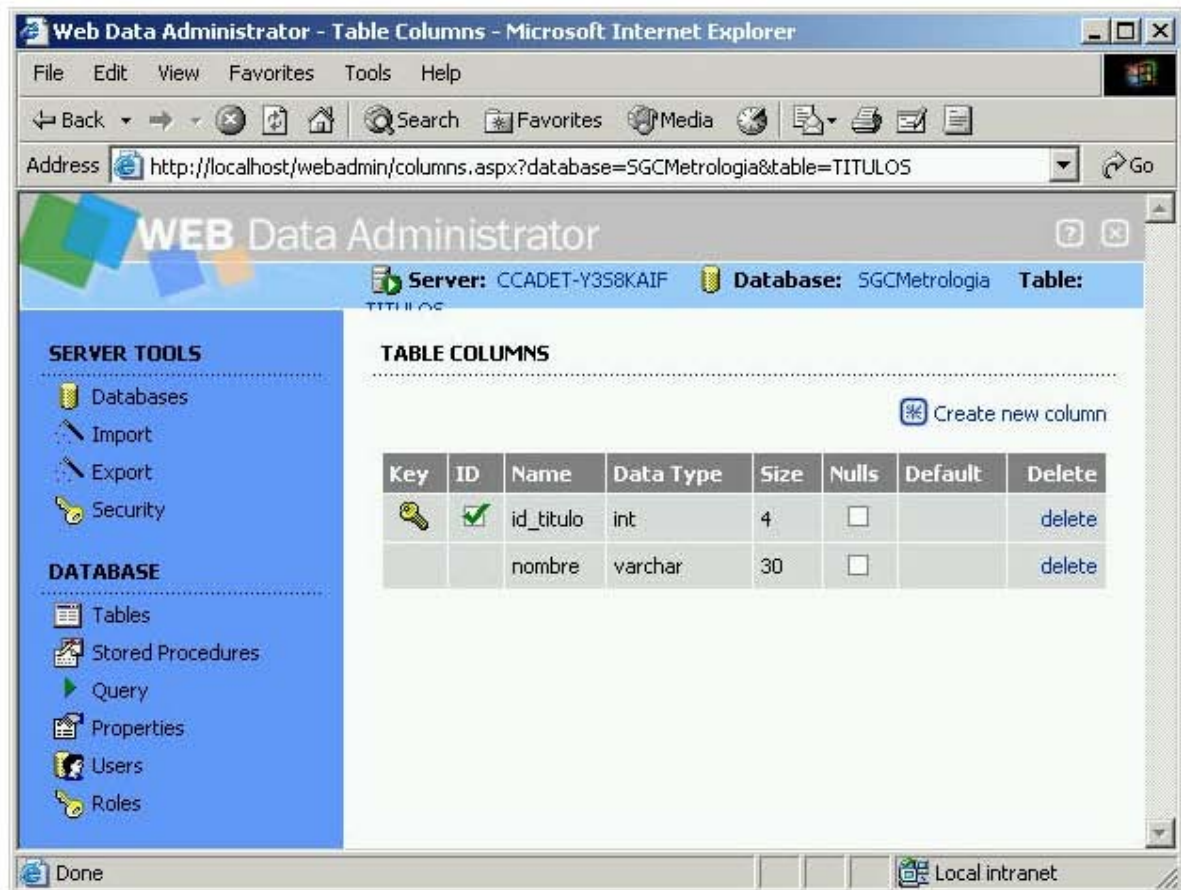 Web Data Administrator - Table Columns - Microsoft Internet Explorer
File Edit View Favorites Tools Help
Back Search Favorites Media
Address http://localhost/webadmin/columns.aspx?database=SGCMetrologia&table=TITULOS Go
WEB Data Administrator
Server: CCADET-Y3S8KAIF Database: SGCMetrologia Table:
TITULOS
SERVER TOOLS
Databases
Import
Export
Security
DATABASE
Tables
Stored Procedures
Query
Properties
Users
Roles
TABLE COLUMNS
Create new column
Key ID Name Data Type Size Nulls Default Delete
id_titulo int 4 delete
nombre varchar 30 delete
Done Local intranet